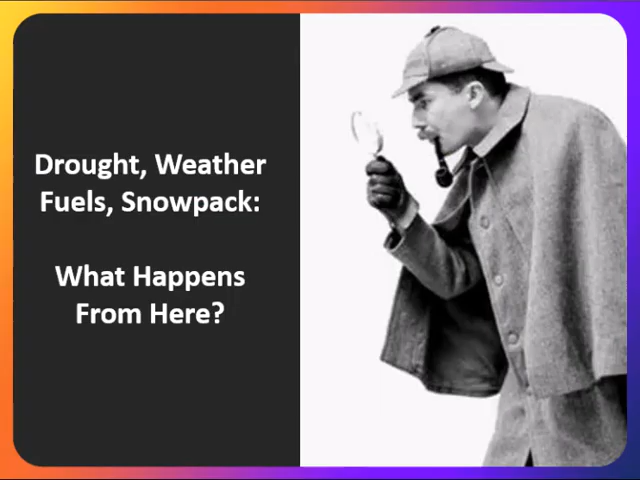 Drought, Weather
Fuels, Snowpack:
What Happens
From Here?